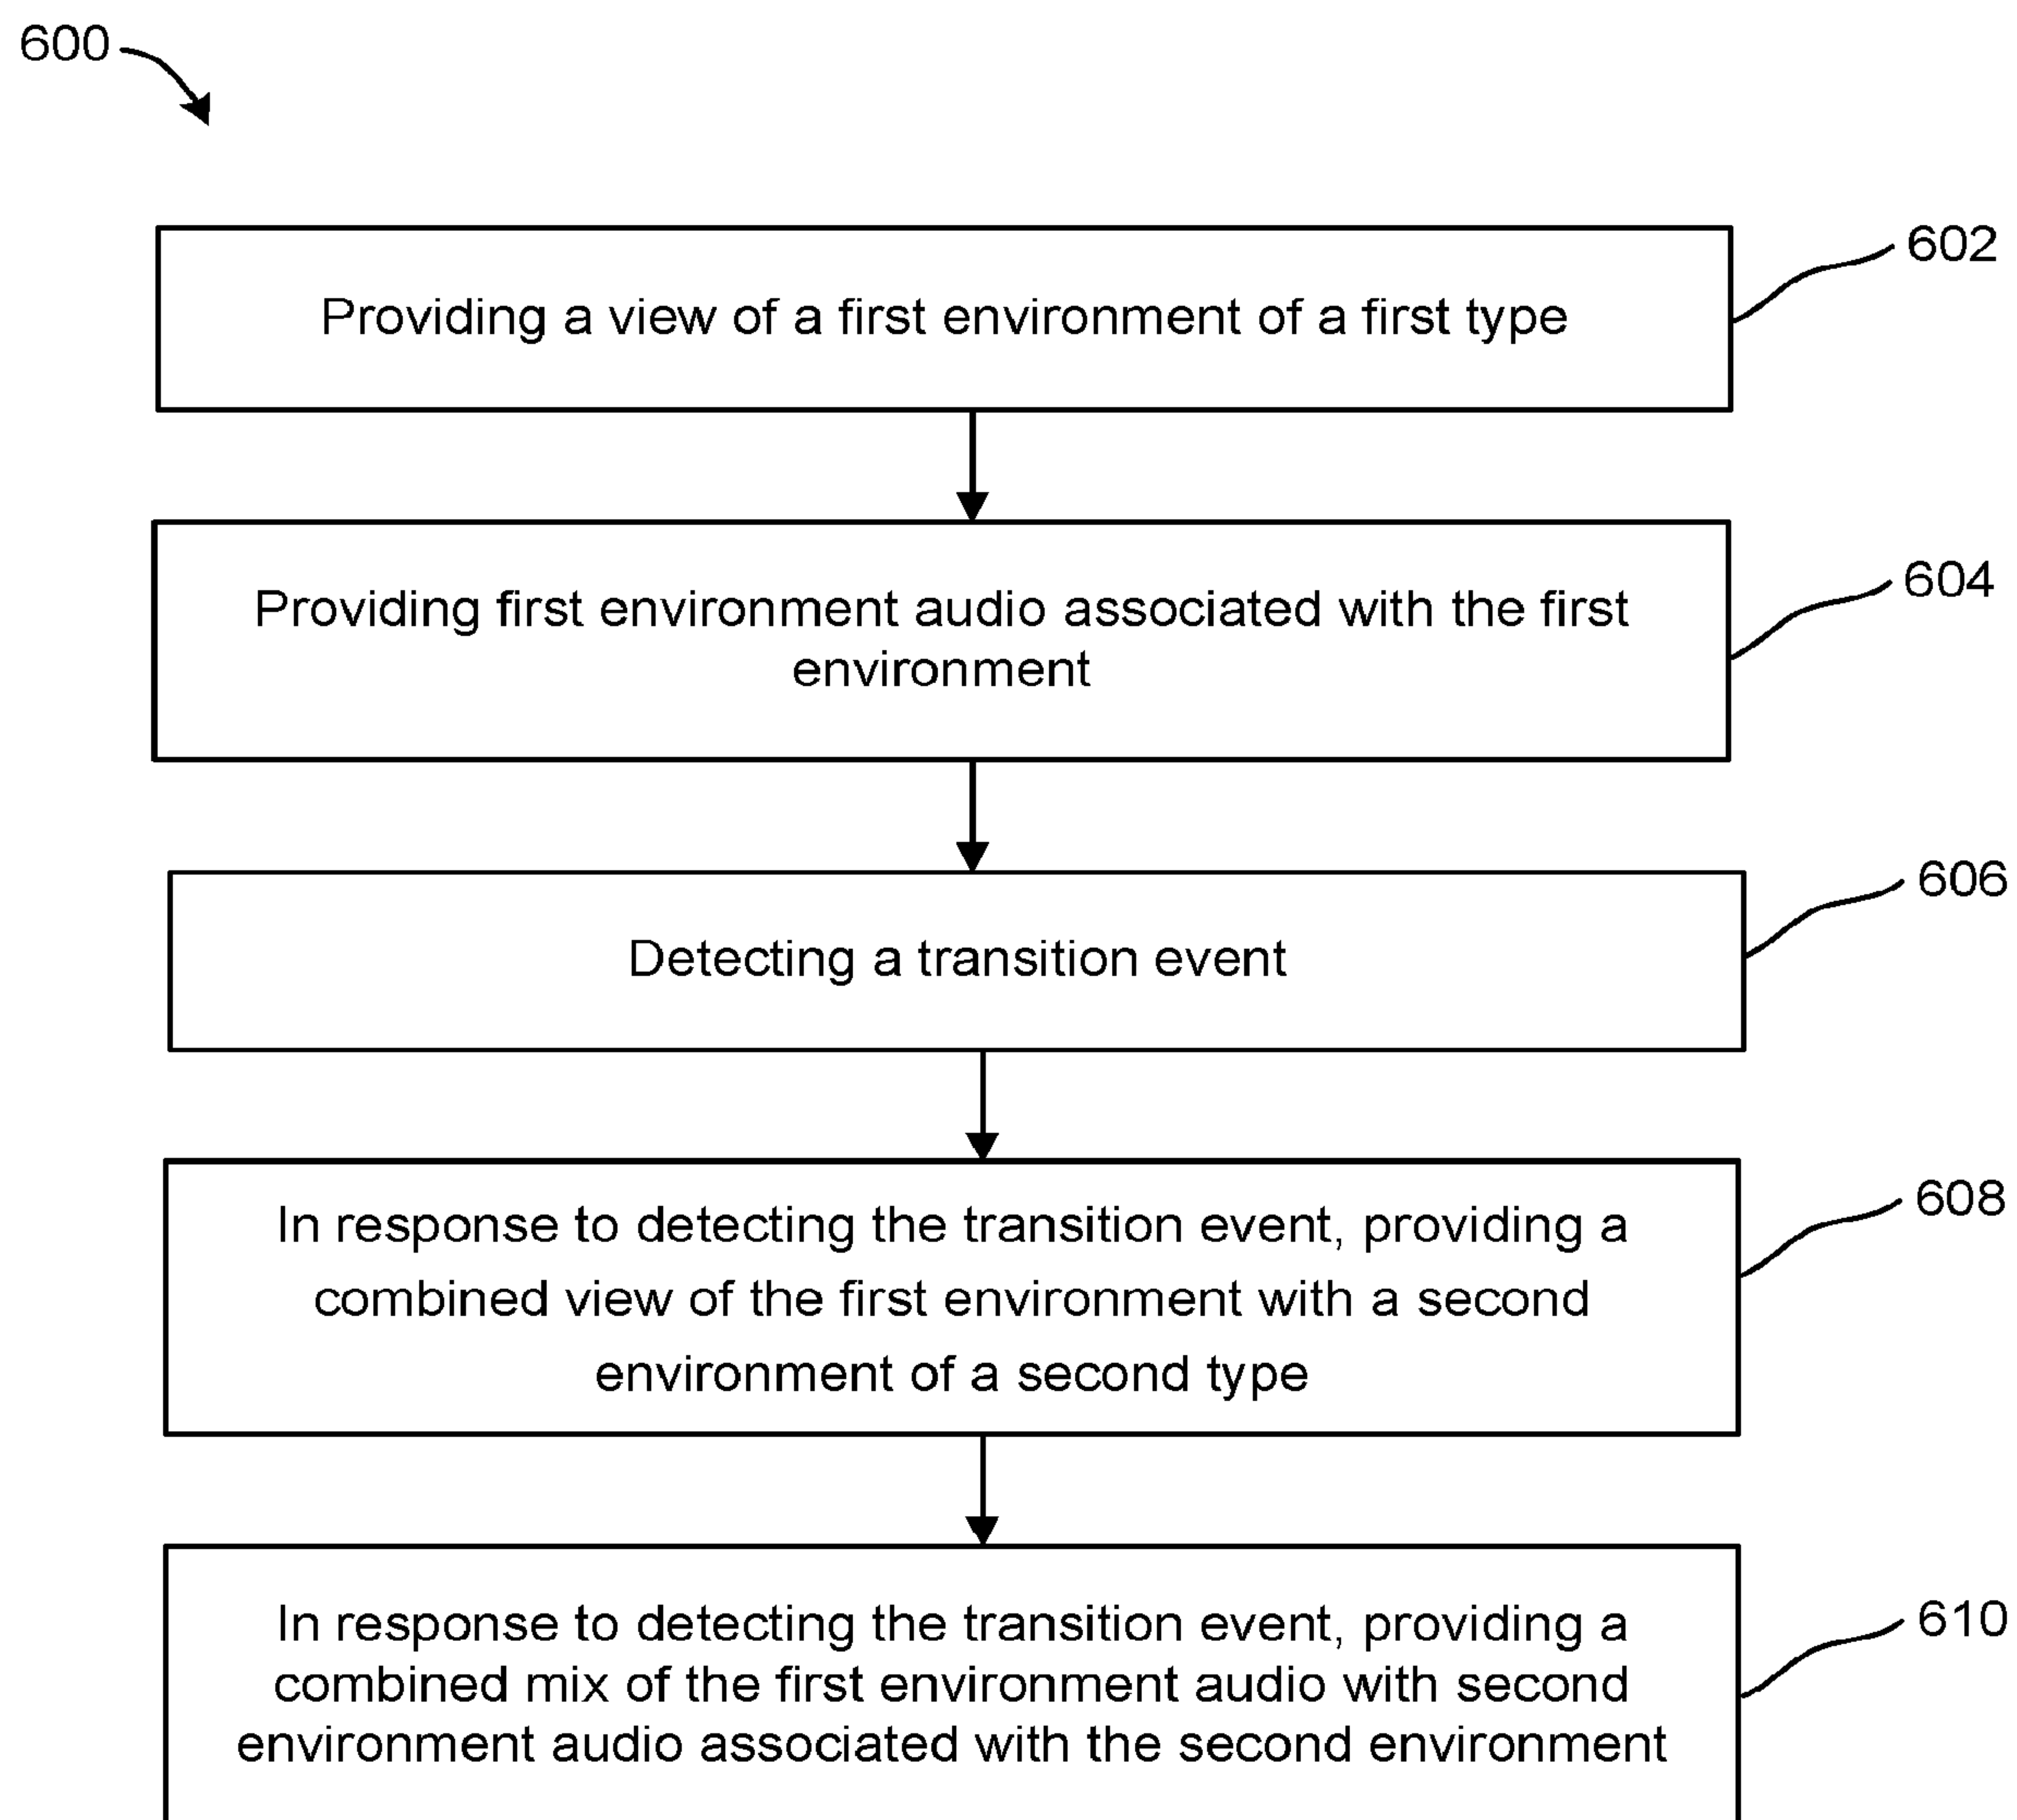 600
602
Providing a view of a first environment of a first type
604
Providing first environment audio associated with the first
environment
606
Detecting a transition event
608
In response to detecting the transition event, providing a
combined view of the first environment with a second
environment of a second type
610
In response to detecting the transition event, providing a
combined mix of the first environment audio with second
environment audio associated with the second environment